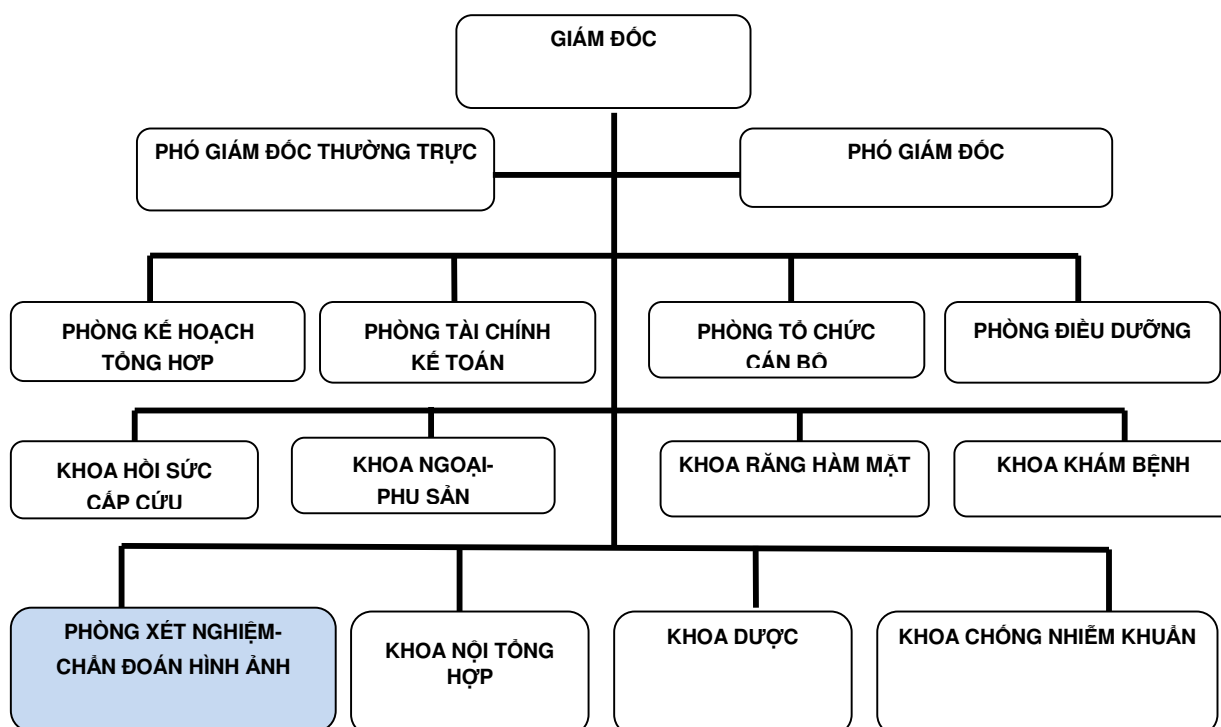 GIÁM ĐỐC
PHÓ GIÁM ĐỐC THƯỜNG TRỰC
PHÓ GIÁM ĐỐC
PHÒNG KẾ HOẠCH
TỔNG HỢP
PHÒNG TÀI CHÍNH
KẾ TOÁN
PHÒNG TỔ CHỨC
CÁN BỘ
PHÒNG ĐIỀU DƯỠNG
KHOA HỒI SỨC
CẤP CỨU
KHOA NGOẠI-
PHỤ SẢN
KHOA RĂNG HÀM MẶT
KHOA KHÁM BỆNH
PHÒNG XÉT NGHIỆM-
CHẨN ĐOÁN HÌNH ẢNH
KHOA NỘI TỔNG
HỢP
KHOA DƯỢC
KHOA CHỐNG NHIỄM KHUẨN